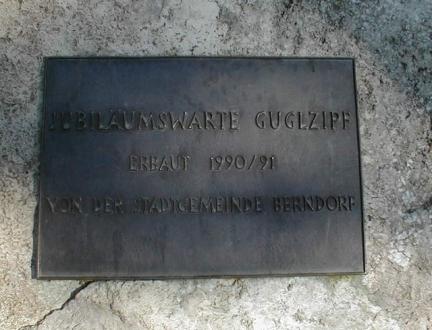 JUBILÄUMSWARTE GUGLZIPF
ERBAUT 1990/91
VON DER STADTGEMEINDE BERNDORF